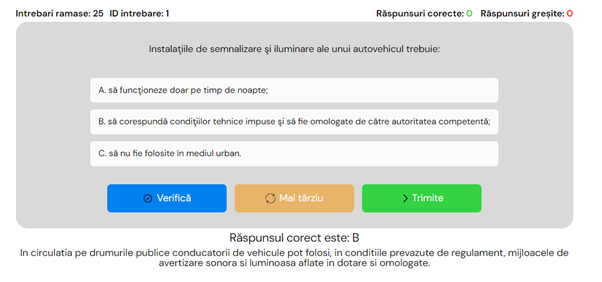 Intrebari ramase: 25 ID intrebare: 1 Răspunsuri corecte: 0 Răspunsuri greșite: 0
Instalaţiile de semnalizare şi iluminare ale unui autovehicul trebuie:
A. să funcţioneze doar pe timp de noapte;
B. să corespundă condiţiilor tehnice impuse şi să fie omologate de către autoritatea competentă;
C. să nu fie folosite în mediul urban.
Verifică Mai târziu Trimite
Răspunsul corect este: B
In circulatia pe drumurile publice conducatorii de vehicule pot folosi, in conditiile prevazute de regulament, mijloacele de
avertizare sonora si luminoasa aflate in dotare si omologate.